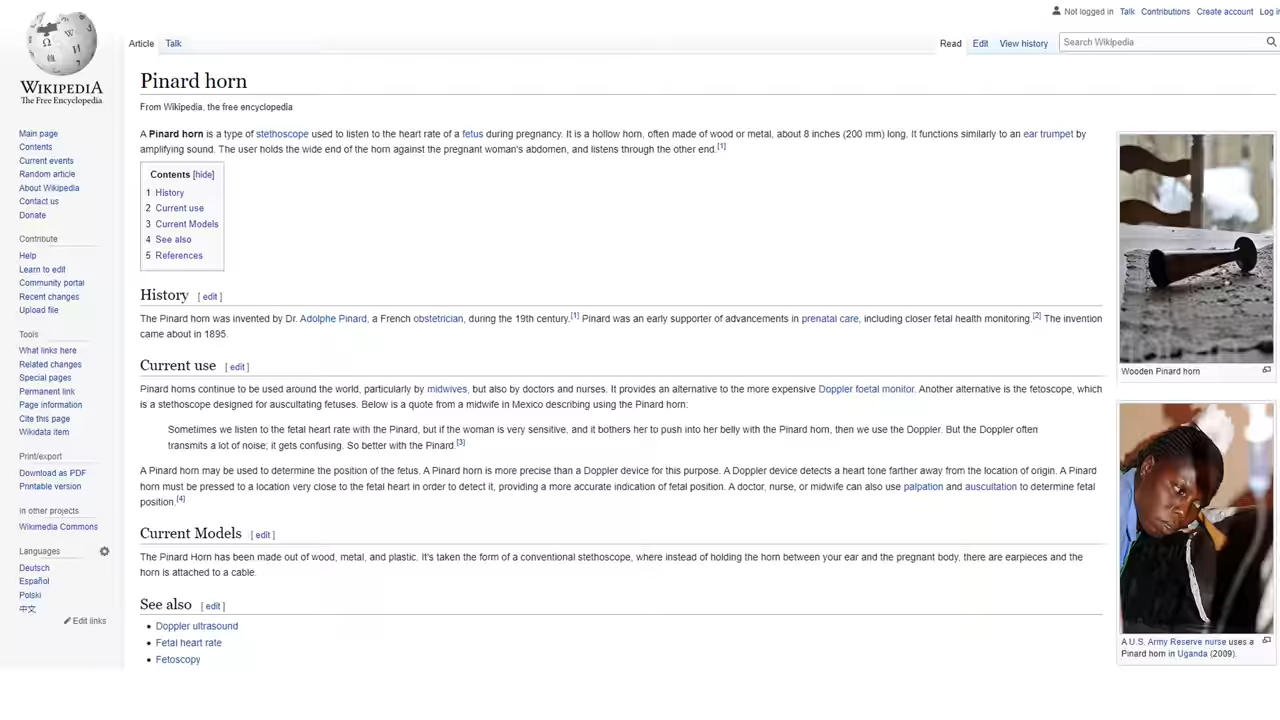 Not logged in Talk Contributions Create account Log i
Article Talk
Read Edit View history Search Wikipedia
WIKIPEDIA
The Free Encyclopedia
Main page
Contents
Current events
Random article
About Wikipedia
Contact us
Donate
Contribute
Help
Learn to edit
Community portal
Recent changes
Upload file
Tools
What links here
Related changes
Special pages
Permanent link
Page information
Cite this page
Wikidata item
Print/export
Download as PDF
Printable version
In other projects
Wikimedia Commons
Languages
Deutsch
Español
Polski
中文
Edit links
Pinard horn
From Wikipedia, the free encyclopedia
A Pinard horn is a type of stethoscope used to listen to the heart rate of a fetus during pregnancy. It is a hollow horn, often made of wood or metal, about 8 inches (200 mm) long. It functions similarly to an ear trumpet by
amplifying sound. The user holds the wide end of the horn against the pregnant woman's abdomen, and listens through the other end.[1]
Contents [hide]
1 History
2 Current use
3 Current Models
4 See also
5 References
History [ edit ]
The Pinard horn was invented by Dr. Adolphe Pinard, a French obstetrician, during the 19th century.[1] Pinard was an early supporter of advancements in prenatal care, including closer fetal health monitoring.[2] The invention
came about in 1895.
Current use [ edit ]
Pinard horns continue to be used around the world, particularly by midwives, but also by doctors and nurses. It provides an alternative to the more expensive Doppler foetal monitor. Another alternative is the fetoscope, which
is a stethoscope designed for auscultating fetuses. Below is a quote from a midwife in Mexico describing using the Pinard horn:
Sometimes we listen to the fetal heart rate with the Pinard, but if the woman is very sensitive, and it bothers her to push into her belly with the Pinard horn, then we use the Doppler. But the Doppler often
transmits a lot of noise; it gets confusing. So better with the Pinard.[3]
A Pinard horn may be used to determine the position of the fetus. A Pinard horn is more precise than a Doppler device for this purpose. A Doppler device detects a heart tone farther away from the location of origin. A Pinard
horn must be pressed to a location very close to the fetal heart in order to detect it, providing a more accurate indication of fetal position. A doctor, nurse, or midwife can also use palpation and auscultation to determine fetal
position.[4]
Current Models [ edit ]
The Pinard Horn has been made out of wood, metal, and plastic. It's taken the form of a conventional stethoscope, where instead of holding the horn between your ear and the pregnant body, there are earpieces and the
horn is attached to a cable.
See also [ edit ]
Doppler ultrasound
Fetal heart rate
Fetoscopy
Wooden Pinard horn
A U.S. Army Reserve nurse uses a
Pinard horn in Uganda (2009).